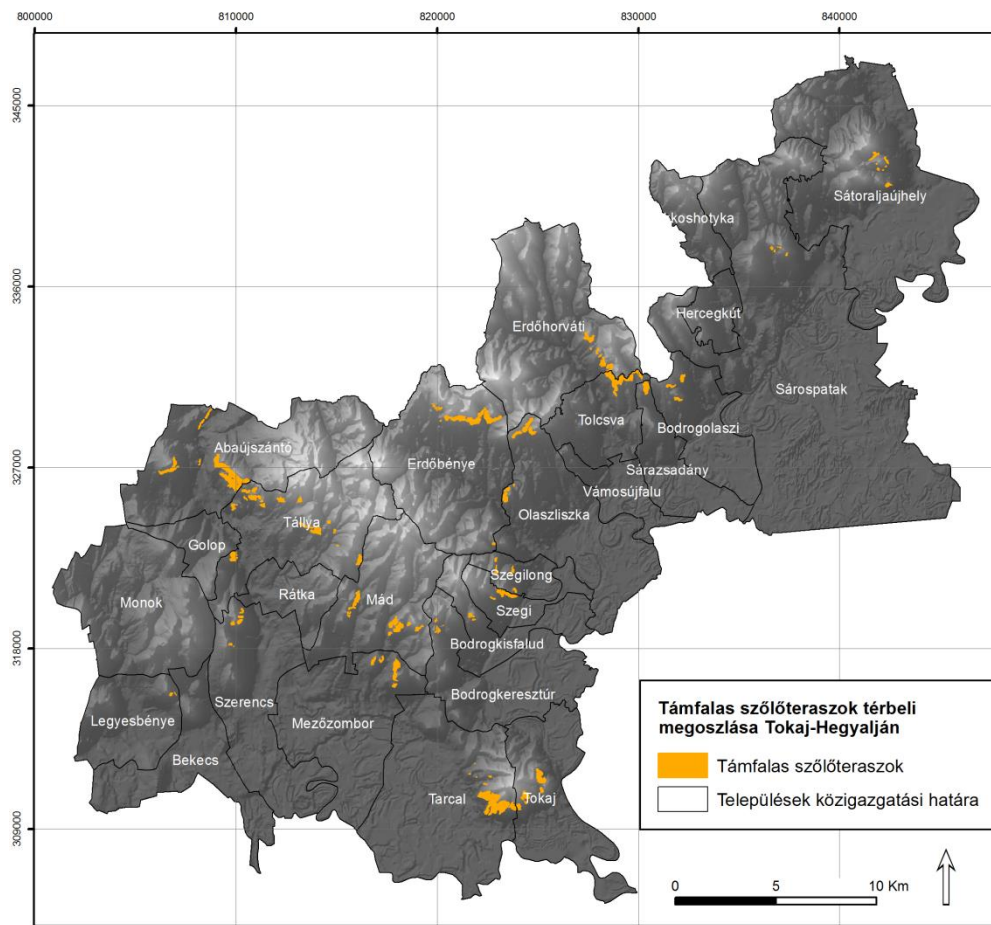 800000
810000
820000
830000
840000
345000
336000
327000
318000
309000
Sátoraljaújhely
koshotyka
Hercegkút
Erdőhorváti
Sárospatak
Tolcsva
Bodrogolaszi
Abaújszántó
Erdőbénye
Sárazsadány
Vámosújfalu
Olaszliszka
Tállya
Golop
Szegilong
Rátka
Mád
Monok
Szegi
Bodrogkisfalud
Bodrogkeresztúr
Szerencs
Legyesbénye
Mezőzombor
Bekecs
Tarcal
Tokaj
Támfalas szőlőteraszok térbeli
megoszlása Tokaj-Hegyalján
Támfalas szőlőteraszok
Települések közigazgatási határa
0
5
10 Km